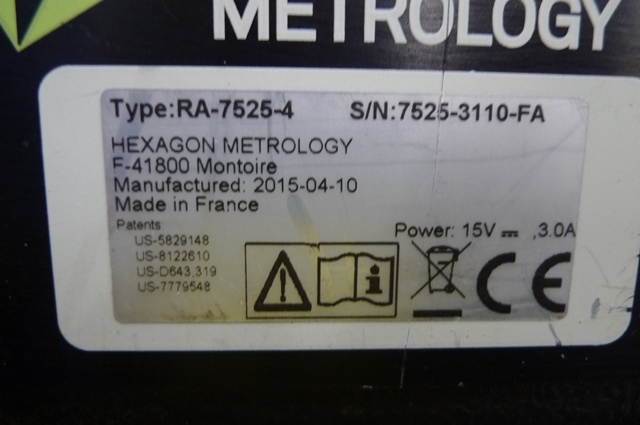 METROLOGY
Type:RA-7525-4 S/N:7525-3110-FA
HEXAGON METROLOGY
F-41800 Montoire
Manufactured: 2015-04-10
Made in France
Patents
US-5829148
US-8122610
US-D643,319
US-7779548
Power: 15V ⎓ ,3.0A
CE